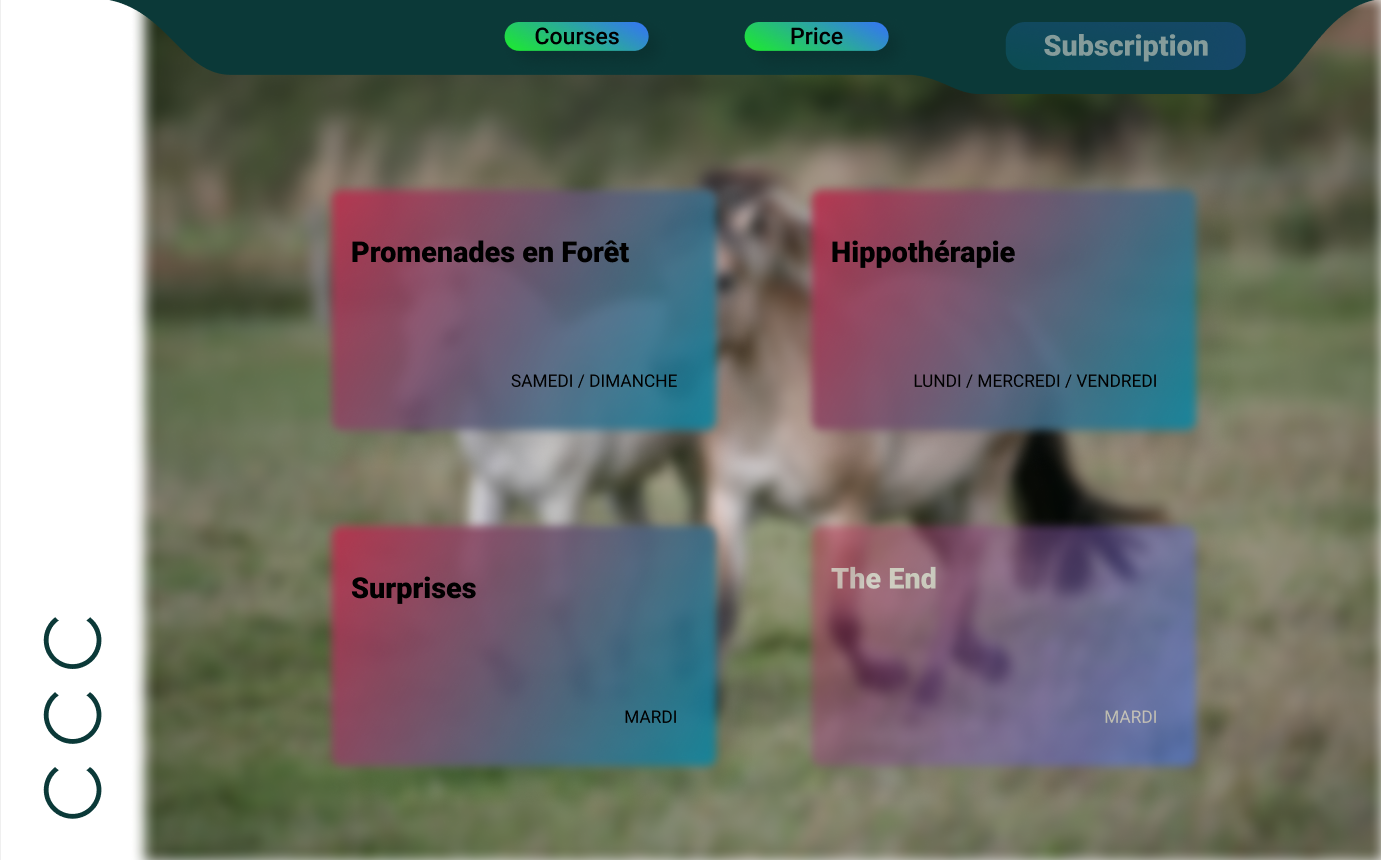 Courses
Price
Subscription
Promenades en Forêt
SAMEDI / DIMANCHE
Hippothérapie
LUNDI / MERCREDI / VENDREDI
Surprises
MARDI
The End
MARDI